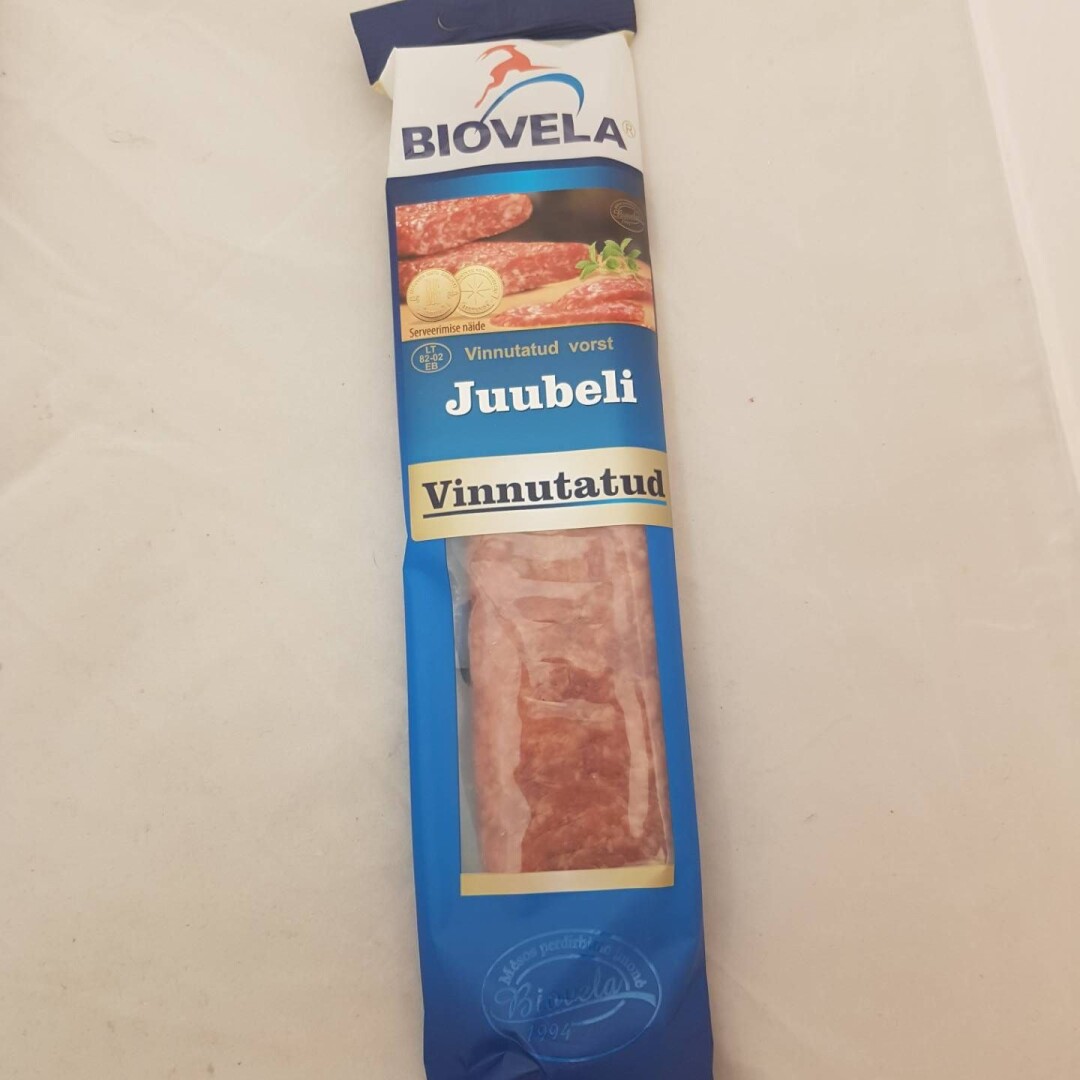 BIOVELA®
Serveerimise näide
LT
82-02
EB
Vinnutatud vorst
Juubeli
Vinnutatud
Biovela
1994